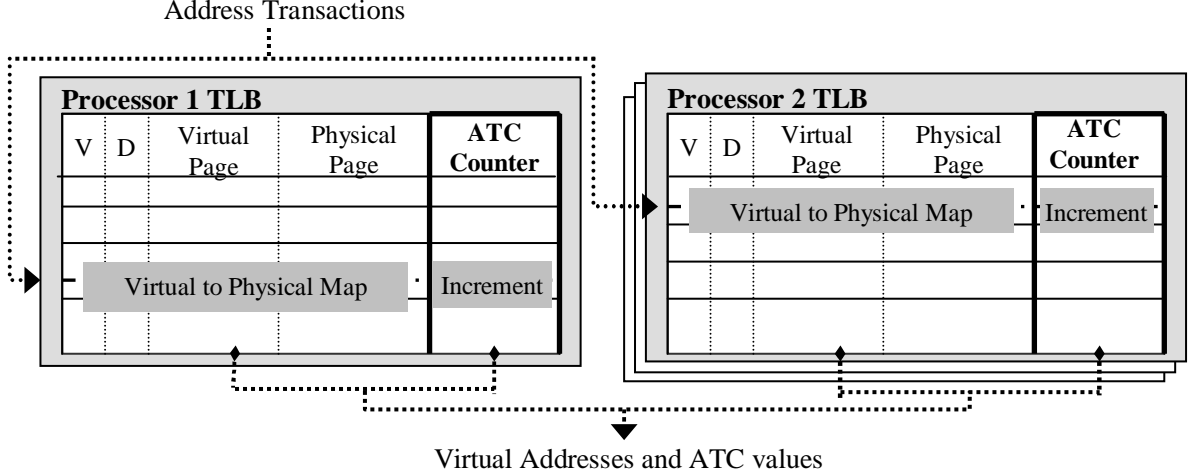 Address Transactions
Processor 1 TLB
V D Virtual Page Physical Page ATC Counter
Virtual to Physical Map Increment
Processor 2 TLB
V D Virtual Page Physical Page ATC Counter
Virtual to Physical Map Increment
Virtual Addresses and ATC values